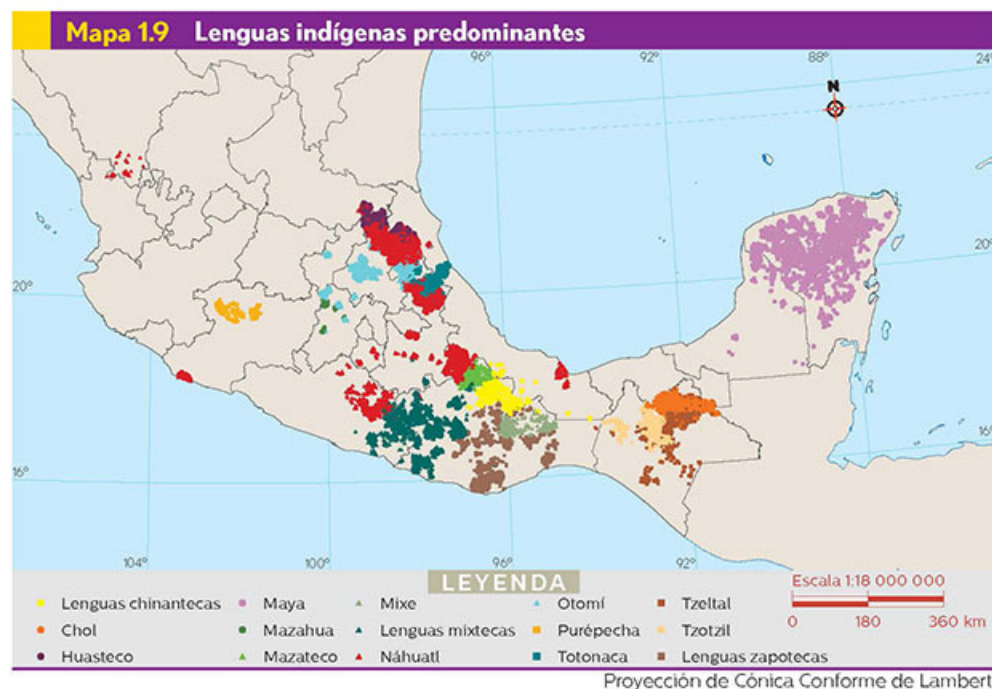 Mapa 1.9 Lenguas indígenas predominantes
96° 92° 88° 24°
N
20° 20°
16° 16°
104° 100° 96° 92°
LEYENDA
Lenguas chinantecas Maya Mixe Otomí Tzeltal
Chol Mazahua Lenguas mixtecas Purépecha Tzotzil
Huasteco Mazateco Náhuatl Totonaca Lenguas zapotecas
Escala 1:18 000 000
0 180 360 km
Proyección de Cónica Conforme de Lambert